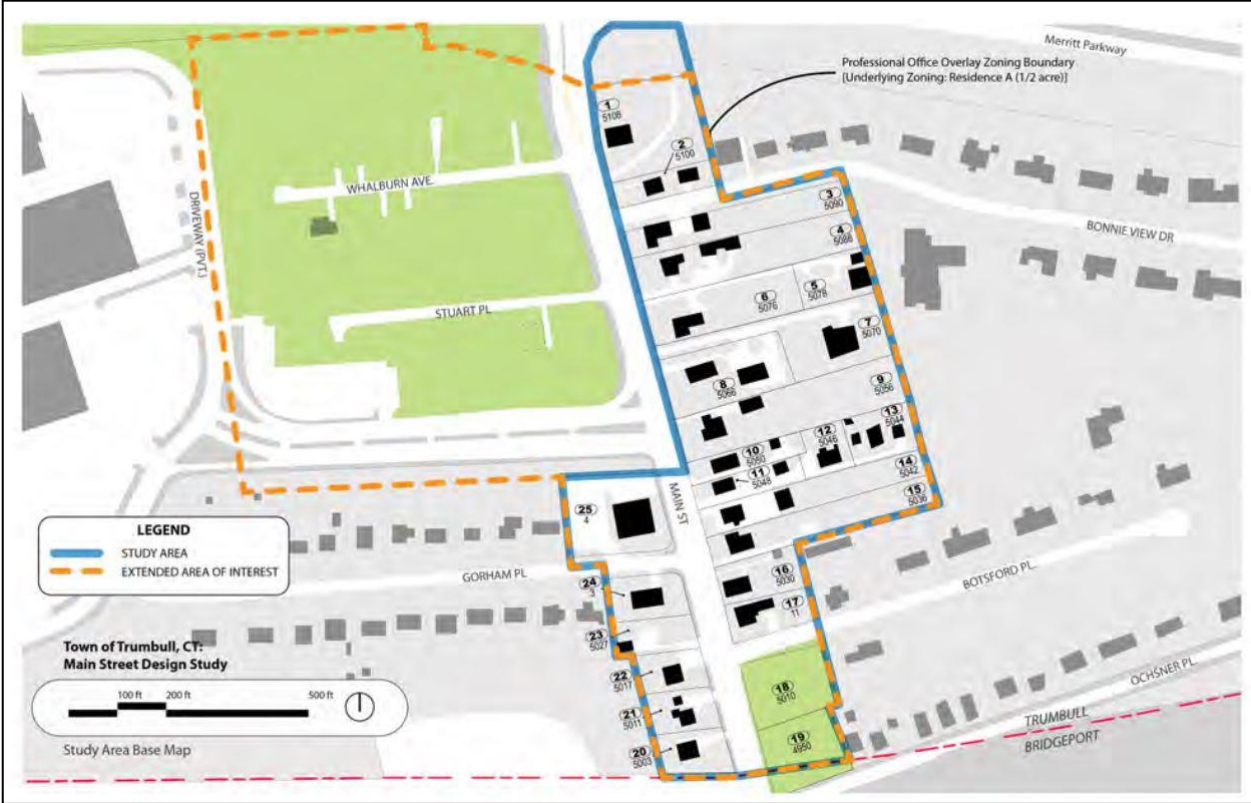 Merritt Parkway
Professional Office Overlay Zoning Boundary
[Underlying Zoning: Residence A (1/2 acre)]
1
5108
2
5100
WHALBURN AVE.
3
5090
DRIVEWAY (PVT.)
4
5086
BONNIE VIEW DR
5
5078
6
5076
STUART PL
7
5070
8
5066
9
5056
10
5050
11
5048
12
5046
13
5044
14
5042
15
5036
MAIN ST
25
4
LEGEND
STUDY AREA
EXTENDED AREA OF INTEREST
GORHAM PL
16
5030
BOTSFORD PL.
24
3
17
11
23
5027
Town of Trumbull, CT:
Main Street Design Study
22
5017
18
5010
OCHSNER PL.
100 ft 200 ft 500 ft
21
5011
19
4950
TRUMBULL
BRIDGEPORT
20
5003
Study Area Base Map